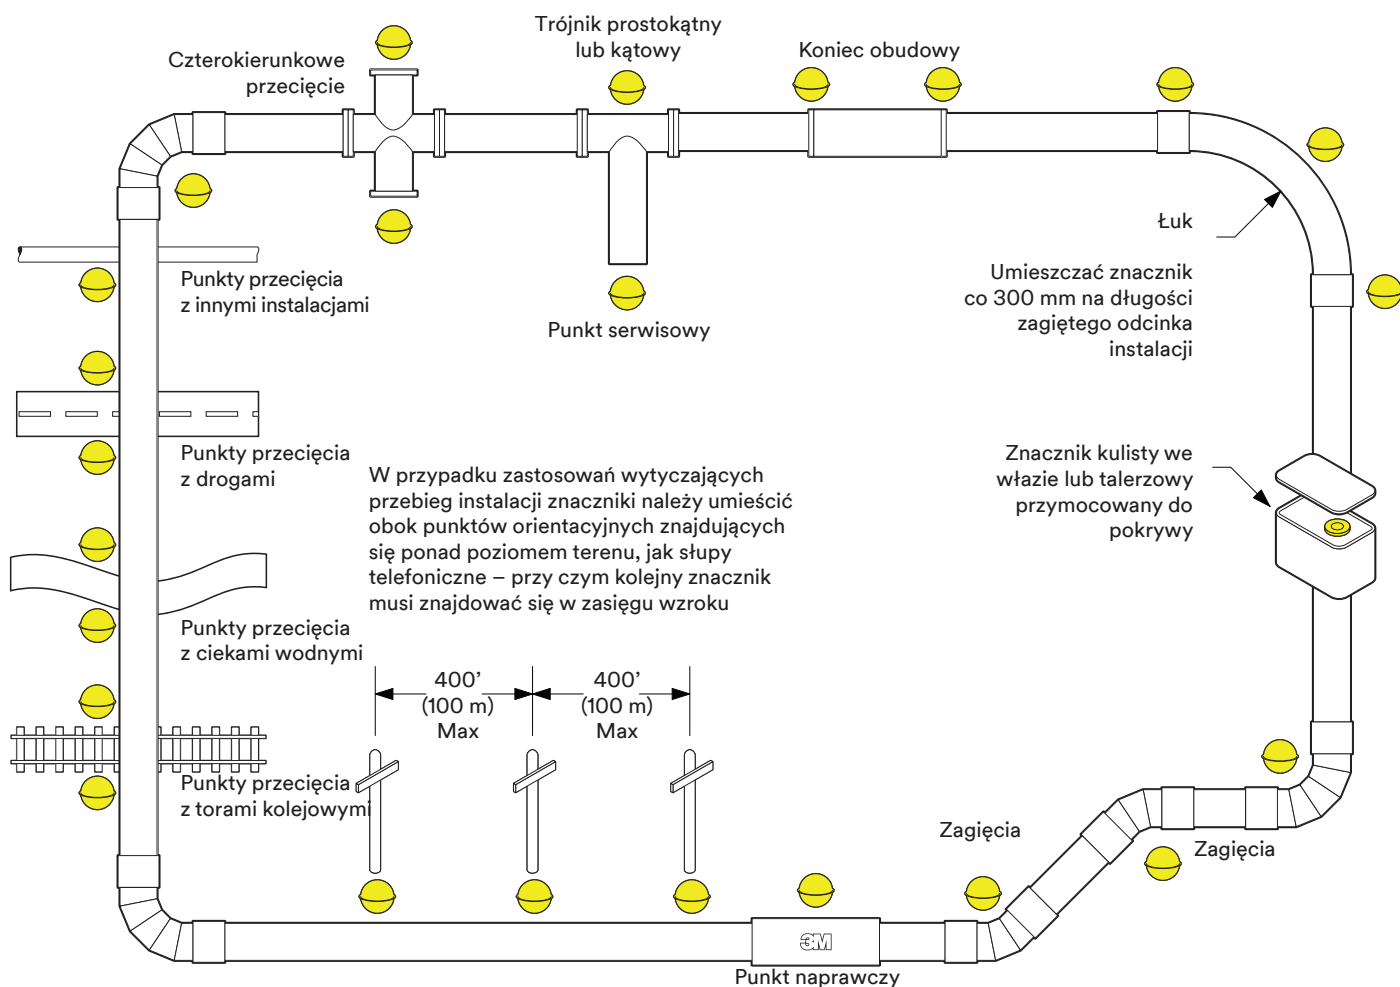 Czterokierunkowe
przecięcie
Trójnik prostokątny
lub kątowy
Koniec obudowy
Łuk
Umieszczać znacznik
co 300 mm na długości
zagiętego odcinka
instalacji
Punkty przecięcia
z innymi instalacjami
Punkt serwisowy
Punkty przecięcia
z drogami
W przypadku zastosowań wytyczających
przebieg instalacji znaczniki należy umieścić
obok punktów orientacyjnych znajdujących
się ponad poziomem terenu, jak słupy
telefoniczne – przy czym kolejny znacznik
musi znajdować się w zasięgu wzroku
Znacznik kulisty we
włazie lub talerzowy
przymocowany do
pokrywy
Punkty przecięcia
z ciekami wodnymi
400’
(100 m)
Max
400’
(100 m)
Max
Punkty przecięcia
z torami kolejowymi
Zagięcia
Zagięcia
3M
Punkt naprawczy